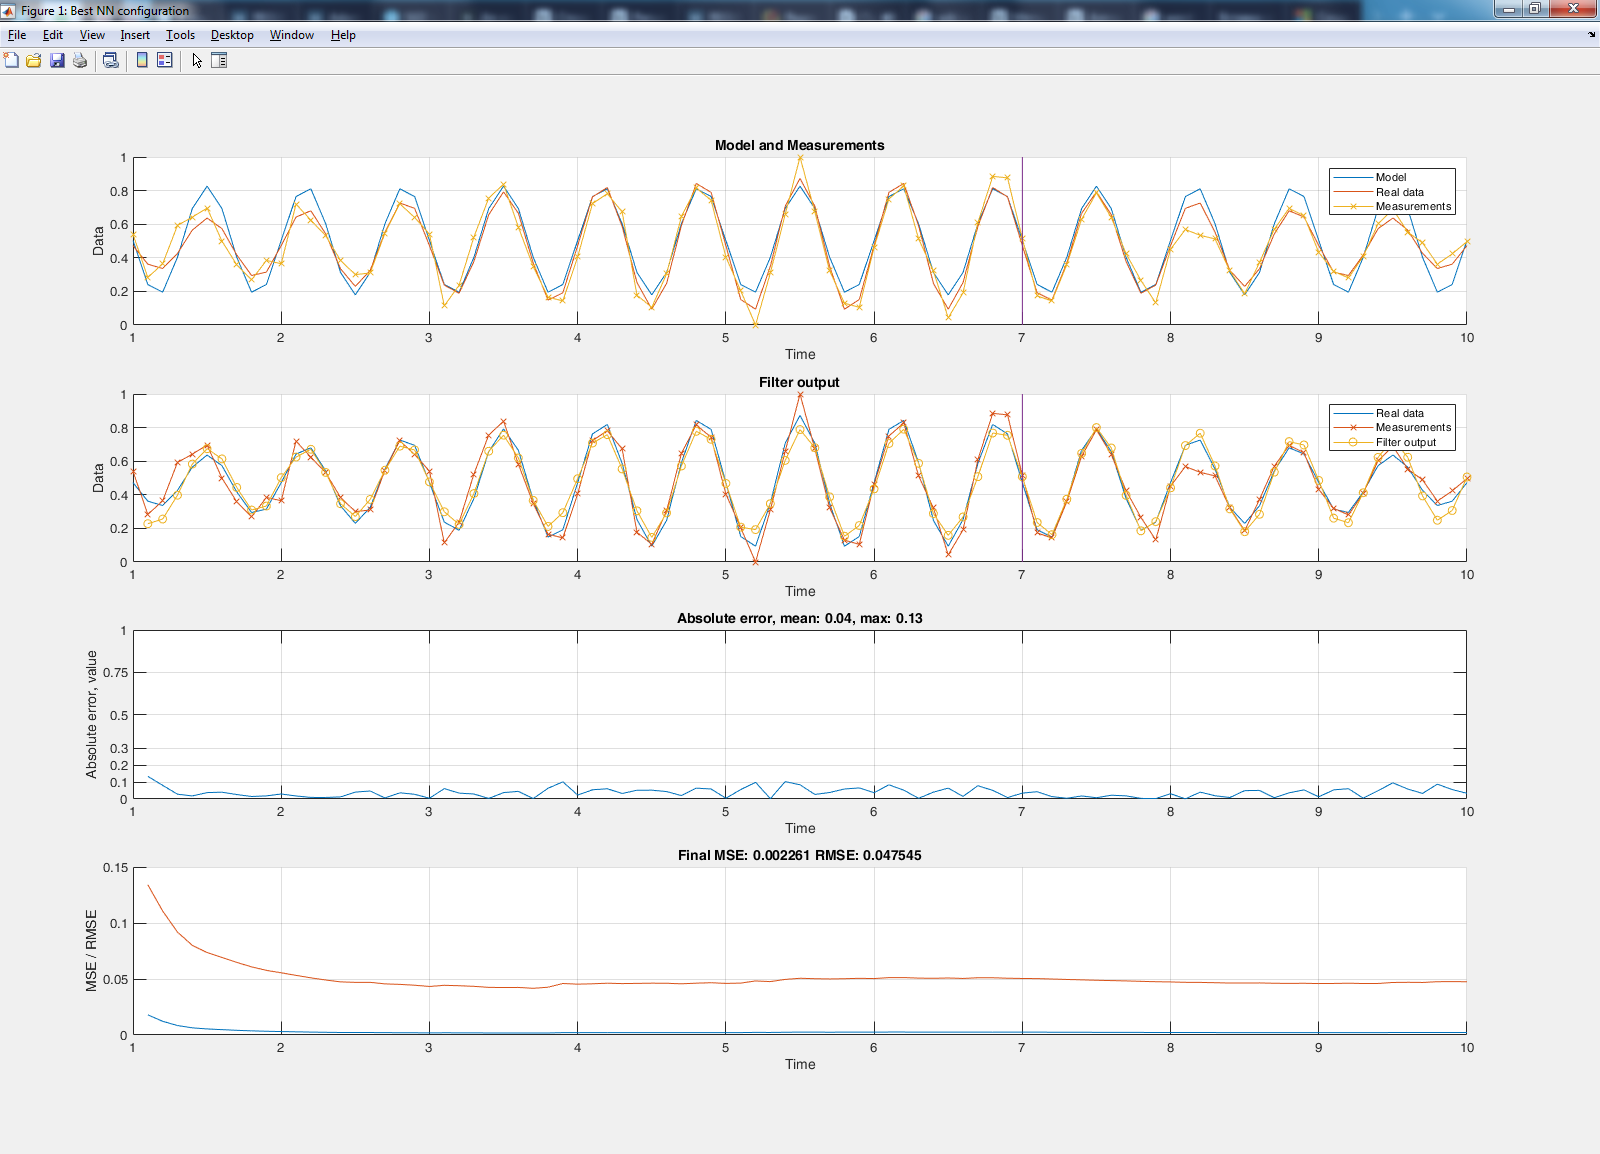 Figure 1: Best NN configuration
File Edit View Insert Tools Desktop Window Help
Model and Measurements
Data
1
0.8
0.6
0.4
0.2
0
Model
Real data
Measurements
1 2 3 4 5 6 7 8 9 10
Time
Filter output
Data
1
0.8
0.6
0.4
0.2
0
Real data
Measurements
Filter output
1 2 3 4 5 6 7 8 9 10
Time
Absolute error, mean: 0.04, max: 0.13
Absolute error, value
1
0.75
0.5
0.3
0.2
0.1
0
1 2 3 4 5 6 7 8 9 10
Time
Final MSE: 0.002261 RMSE: 0.047545
MSE / RMSE
0.15
0.1
0.05
0
1 2 3 4 5 6 7 8 9 10
Time